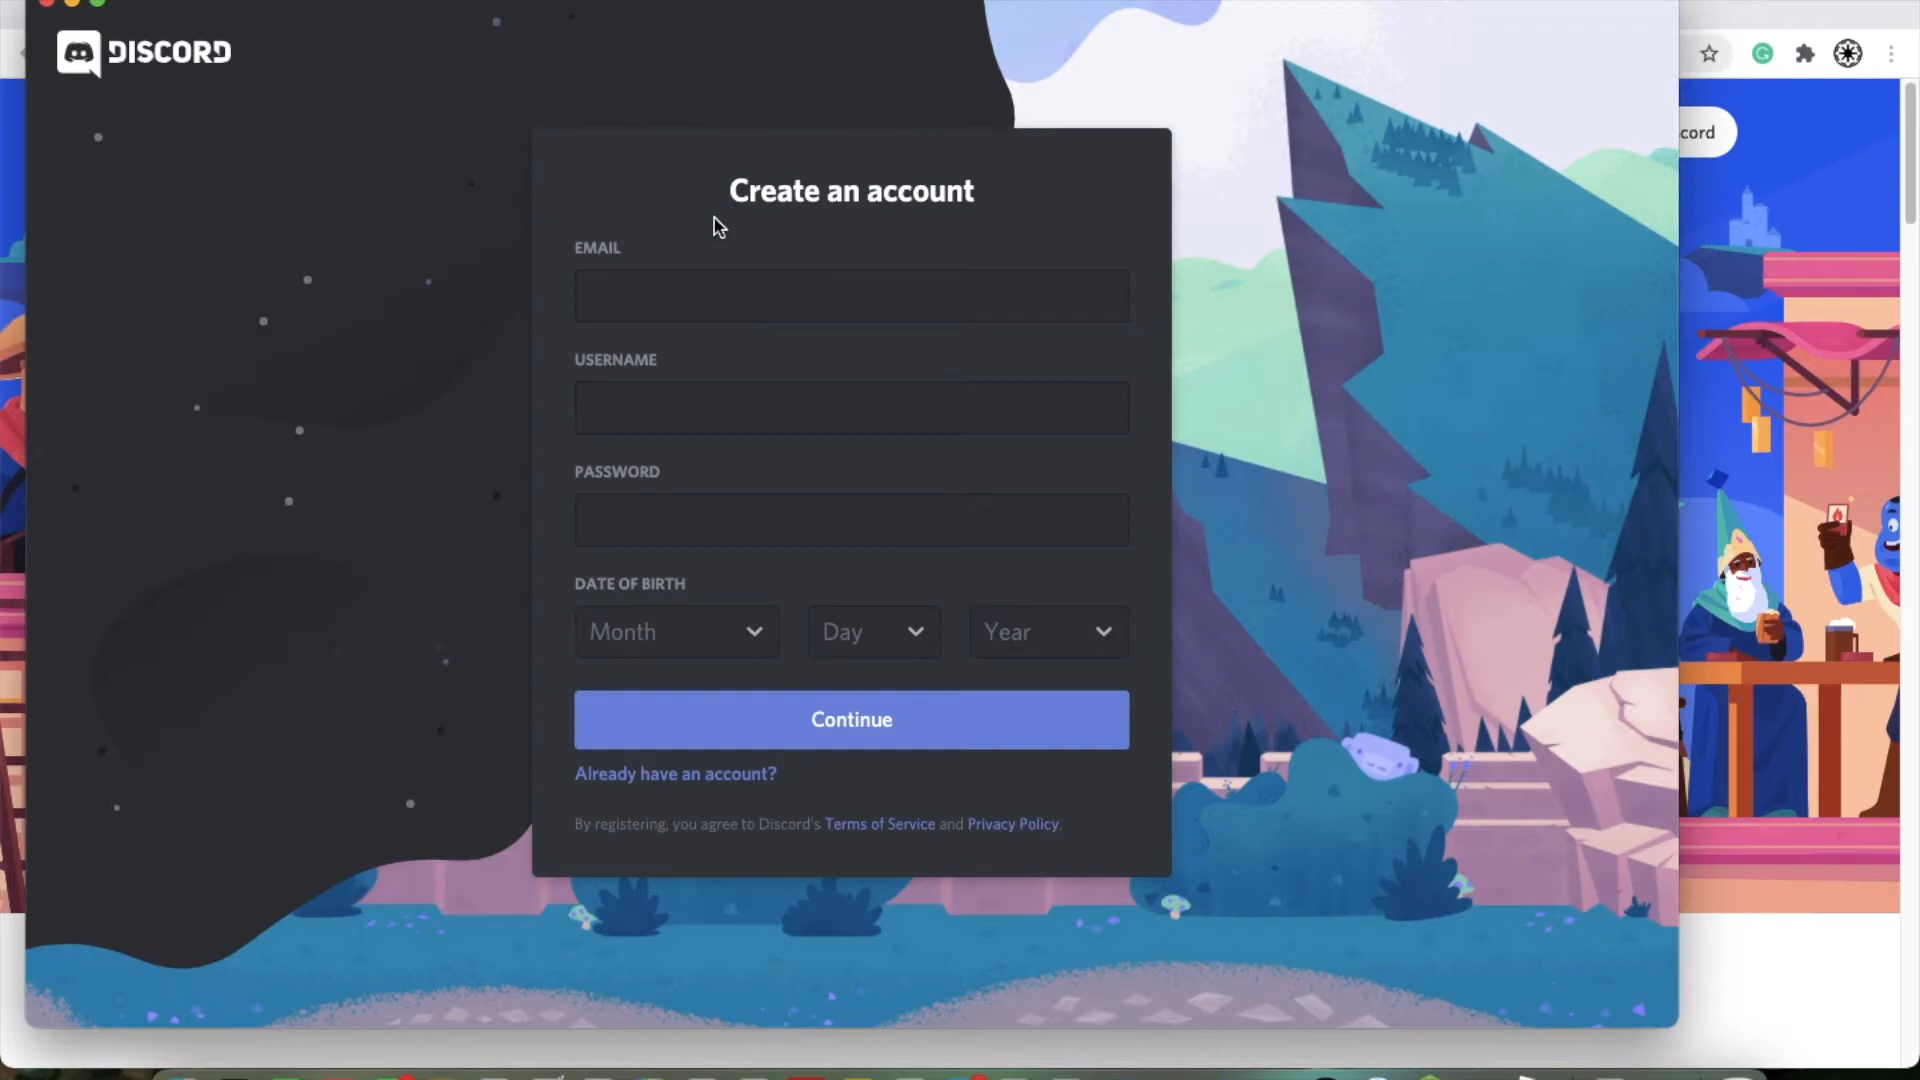 DISCORD
cord
Create an account
EMAIL
USERNAME
PASSWORD
DATE OF BIRTH
Month Day Year
Continue
Already have an account?
By registering, you agree to Discord's Terms of Service and Privacy Policy.